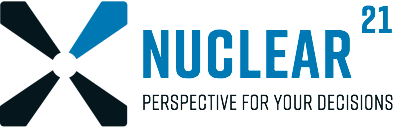 NUCLEAR 21
PERSPECTIVE FOR YOUR DECISIONS